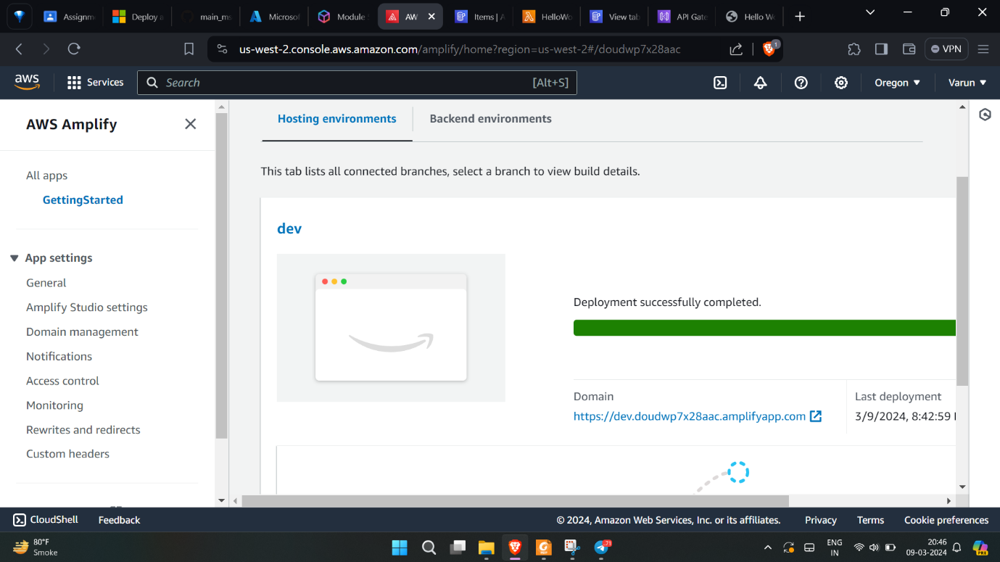 Assignm
Deploy a
main_ms
Microsof
Module
AW
Items | A
HelloWo
View tab
API Gate
Hello W
us-west-2.console.aws.amazon.com/amplify/home?region=us-west-2#/doudwp7x28aac
1
VPN
aws
Services
Search
[Alt+S]
Oregon
Varun
AWS Amplify
All apps
GettingStarted
App settings
General
Amplify Studio settings
Domain management
Notifications
Access control
Monitoring
Rewrites and redirects
Custom headers
Hosting environments
Backend environments
This tab lists all connected branches, select a branch to view build details.
dev
Deployment successfully completed.
Domain
https://dev.doudwp7x28aac.amplifyapp.com
Last deployment
3/9/2024, 8:42:59
CloudShell
Feedback
© 2024, Amazon Web Services, Inc. or its affiliates.
Privacy
Terms
Cookie preferences
80°F
Smoke
71
ENG
IN
20:46
09-03-2024
PRE